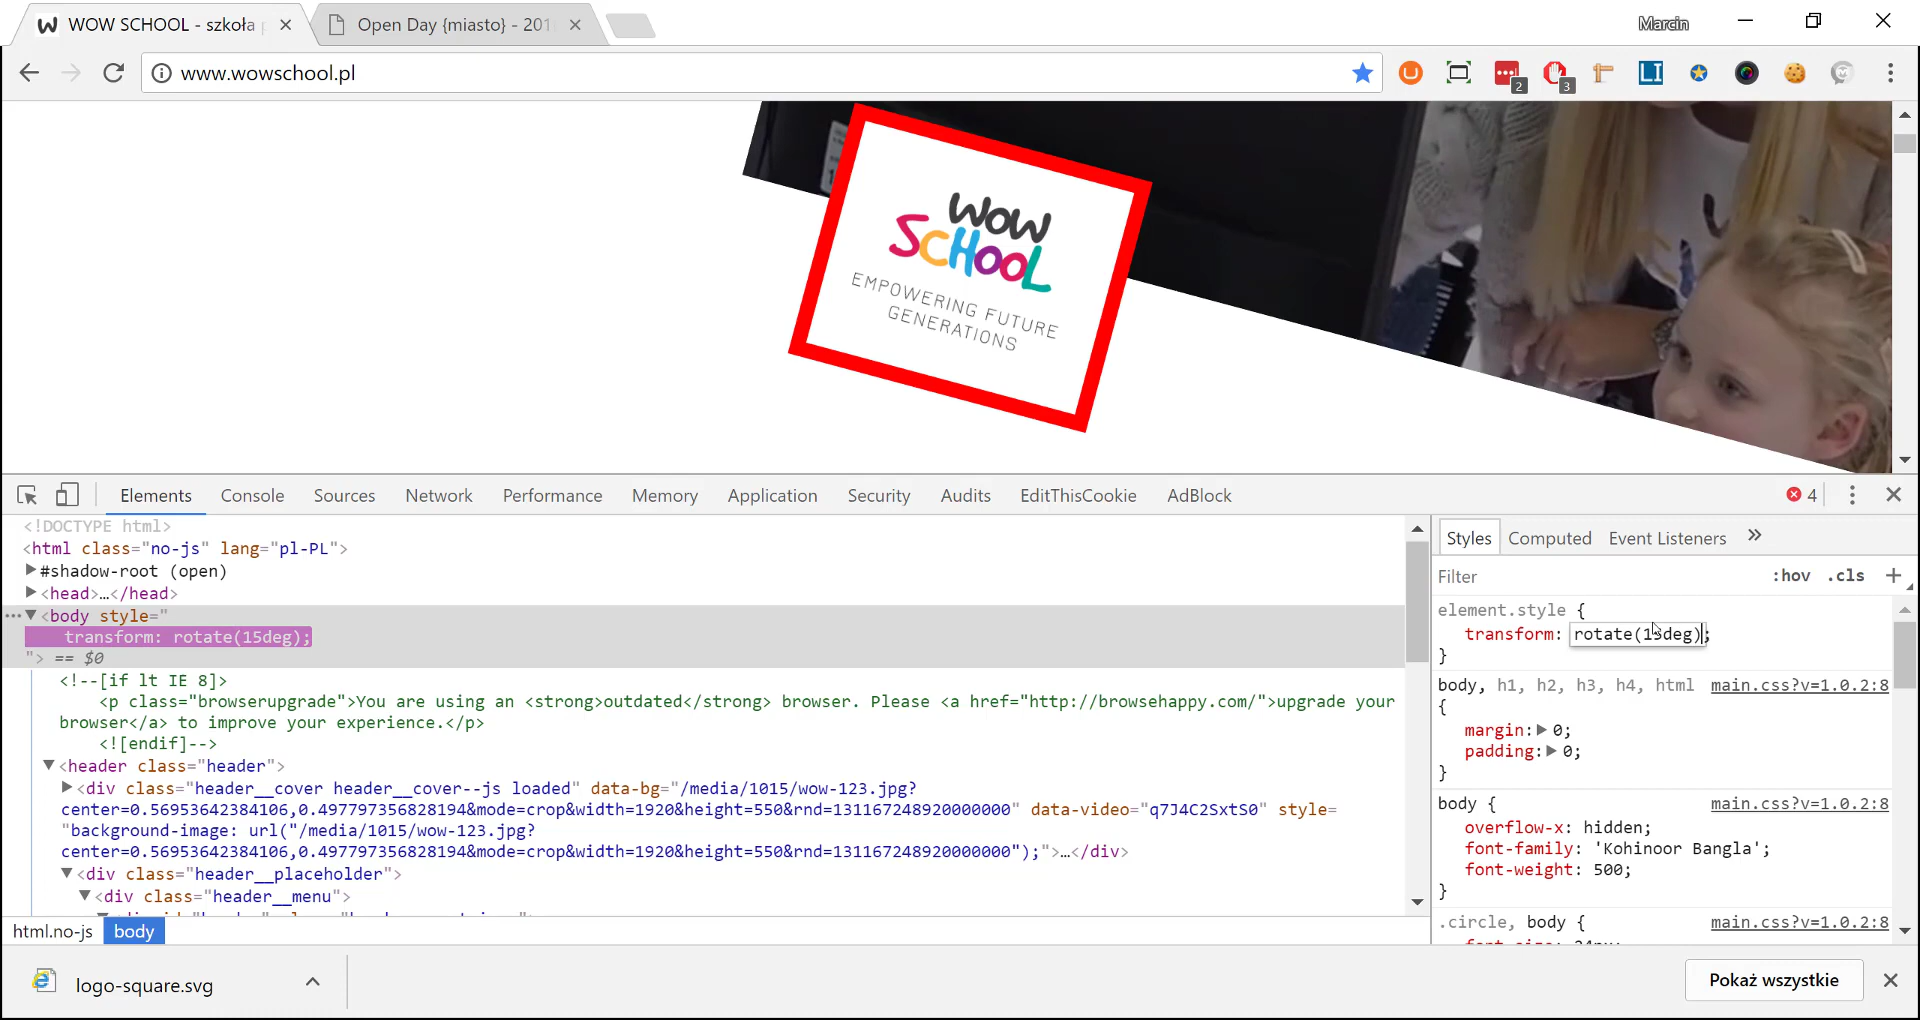 WOW SCHOOL - szkoła
Open Day {miasto} - 201
Marcin
www.wowschool.pl
2
3
LI
WOW
SCHOOL
EMPOWERING FUTURE
GENERATIONS
Elements Console Sources Network Performance Memory Application Security Audits EditThisCookie AdBlock
4
<!DOCTYPE html>
<html class="no-js" lang="pl-PL">
#shadow-root (open)
<head>…</head>
<body style="
transform: rotate(15deg);
"> == $0
<!--[if lt IE 8]>
<p class="browserupgrade">You are using an <strong>outdated</strong> browser. Please <a href="http://browsehappy.com/">upgrade your
browser</a> to improve your experience.</p>
<![endif]-->
<header class="header">
<div class="header__cover header__cover--js loaded" data-bg="/media/1015/wow-123.jpg?
center=0.56953642384106,0.497797356828194&mode=crop&width=1920&height=550&rnd=131167248920000000" data-video="q7J4C2SxtS0" style=
"background-image: url("/media/1015/wow-123.jpg?
center=0.56953642384106,0.497797356828194&mode=crop&width=1920&height=550&rnd=131167248920000000");">…</div>
<div class="header__placeholder">
<div class="header__menu">
html.no-js body
Styles Computed Event Listeners »
Filter :hov .cls +
element.style {
transform: rotate(15deg);
}
body, h1, h2, h3, h4, html main.css?v=1.0.2:8
{
margin: 0;
padding: 0;
}
body { main.css?v=1.0.2:8
overflow-x: hidden;
font-family: 'Kohinoor Bangla';
font-weight: 500;
}
.circle, body { main.css?v=1.0.2:8
logo-square.svg
Pokaż wszystkie